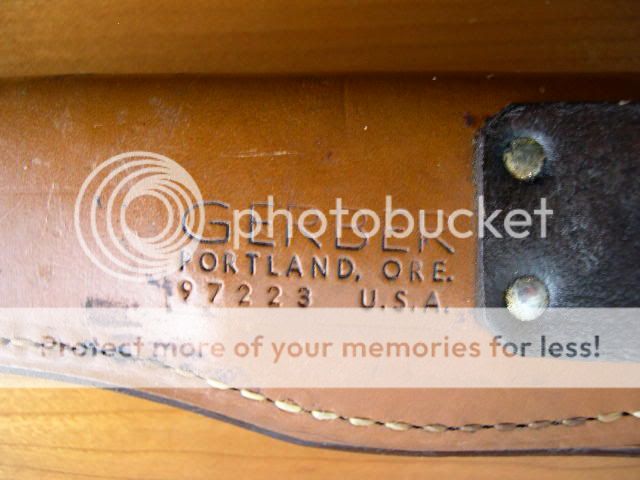 GERBER
photobucket
PORTLAND, ORE.
97223 U.S.A.
Protect more of your memories for less!